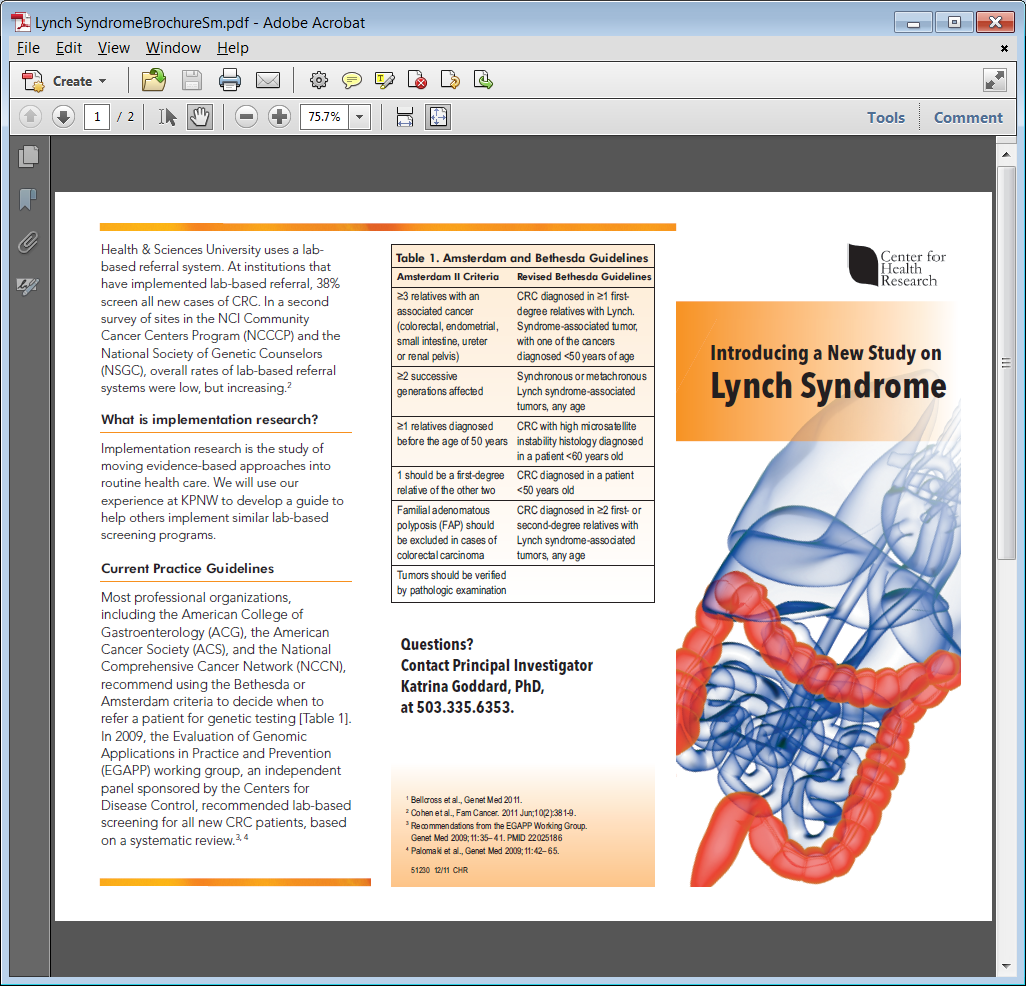 Lynch SyndromeBrochureSm.pdf - Adobe Acrobat
File Edit View Window Help
Create
1 / 2 75.7% Tools Comment
Health & Sciences University uses a lab-
based referral system. At institutions that
have implemented lab-based referral, 38%
screen all new cases of CRC. In a second
survey of sites in the NCI Community
Cancer Centers Program (NCCCP) and the
National Society of Genetic Counselors
(NSGC), overall rates of lab-based referral
systems were low, but increasing.2
What is implementation research?
Implementation research is the study of
moving evidence-based approaches into
routine health care. We will use our
experience at KPNW to develop a guide to
help others implement similar lab-based
screening programs.
Current Practice Guidelines
Most professional organizations,
including the American College of
Gastroenterology (ACG), the American
Cancer Society (ACS), and the National
Comprehensive Cancer Network (NCCN),
recommend using the Bethesda or
Amsterdam criteria to decide when to
refer a patient for genetic testing [Table 1].
In 2009, the Evaluation of Genomic
Applications in Practice and Prevention
(EGAPP) working group, an independent
panel sponsored by the Centers for
Disease Control, recommended lab-based
screening for all new CRC patients, based
on a systematic review.3, 4
Table 1. Amsterdam and Bethesda Guidelines
Amsterdam II Criteria Revised Bethesda Guidelines
≥3 relatives with an CRC diagnosed in ≥1 first-
associated cancer degree relatives with Lynch.
(colorectal, endometrial, Syndrome-associated tumor,
small intestine, ureter with one of the cancers
or renal pelvis) diagnosed <50 years of age
≥2 successive Synchronous or metachronous
generations affected Lynch syndrome-associated
tumors, any age
≥1 relatives diagnosed CRC with high microsatellite
before the age of 50 years instability histology diagnosed
in a patient <60 years old
1 should be a first-degree CRC diagnosed in a patient
relative of the other two <50 years old
Familial adenomatous CRC diagnosed in ≥2 first- or
polyposis (FAP) should second-degree relatives with
be excluded in cases of Lynch syndrome-associated
colorectal carcinoma tumors, any age
Tumors should be verified
by pathologic examination
Questions?
Contact Principal Investigator
Katrina Goddard, PhD,
at 503.335.6353.
1 Bellcross et al., Genet Med 2011.
2 Cohen et al., Fam Cancer. 2011 Jun;10(2):381-9.
3 Recommendations from the EGAPP Working Group.
Genet Med 2009;11:35– 41. PMID 22025186
4 Palomaki et al., Genet Med 2009;11:42– 65.
51230 12/11 CHR
Center for
Health
Research
Introducing a New Study on
Lynch Syndrome